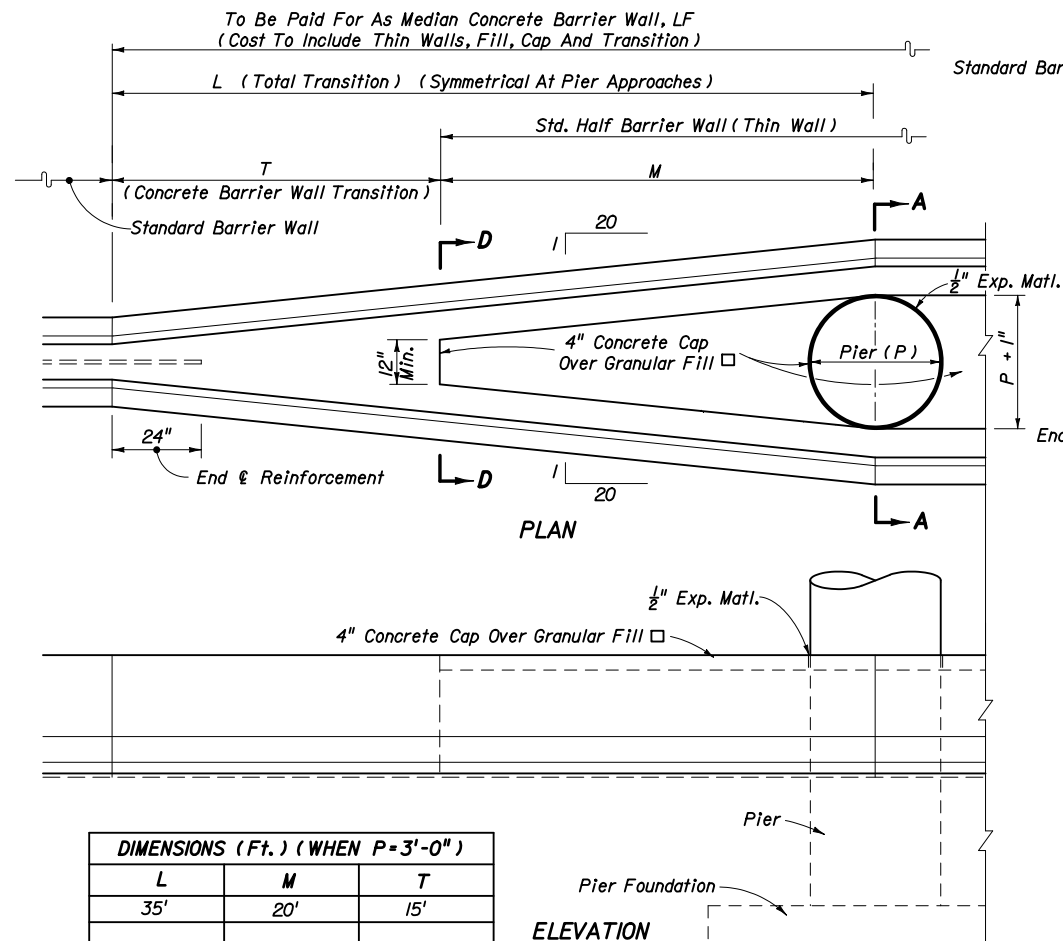 To Be Paid For As Median Concrete Barrier Wall, LF
(Cost To Include Thin Walls, Fill, Cap And Transition)
Standard Bar
L (Total Transition) (Symmetrical At Pier Approaches)
Std. Half Barrier Wall (Thin Wall)
T
M
(Concrete Barrier Wall Transition)
Standard Barrier Wall
A
D
20
1
1/2" Exp. Matl.
4" Concrete Cap
Over Granular Fill □
12"
Min.
Pier (P)
P + 1"
24"
End ℄ Reinforcement
D
1
20
End
A
PLAN
1/2" Exp. Matl.
4" Concrete Cap Over Granular Fill □
Pier
DIMENSIONS (Ft.) (WHEN P=3'-0")
L M T
35' 20' 15'
Pier Foundation
ELEVATION